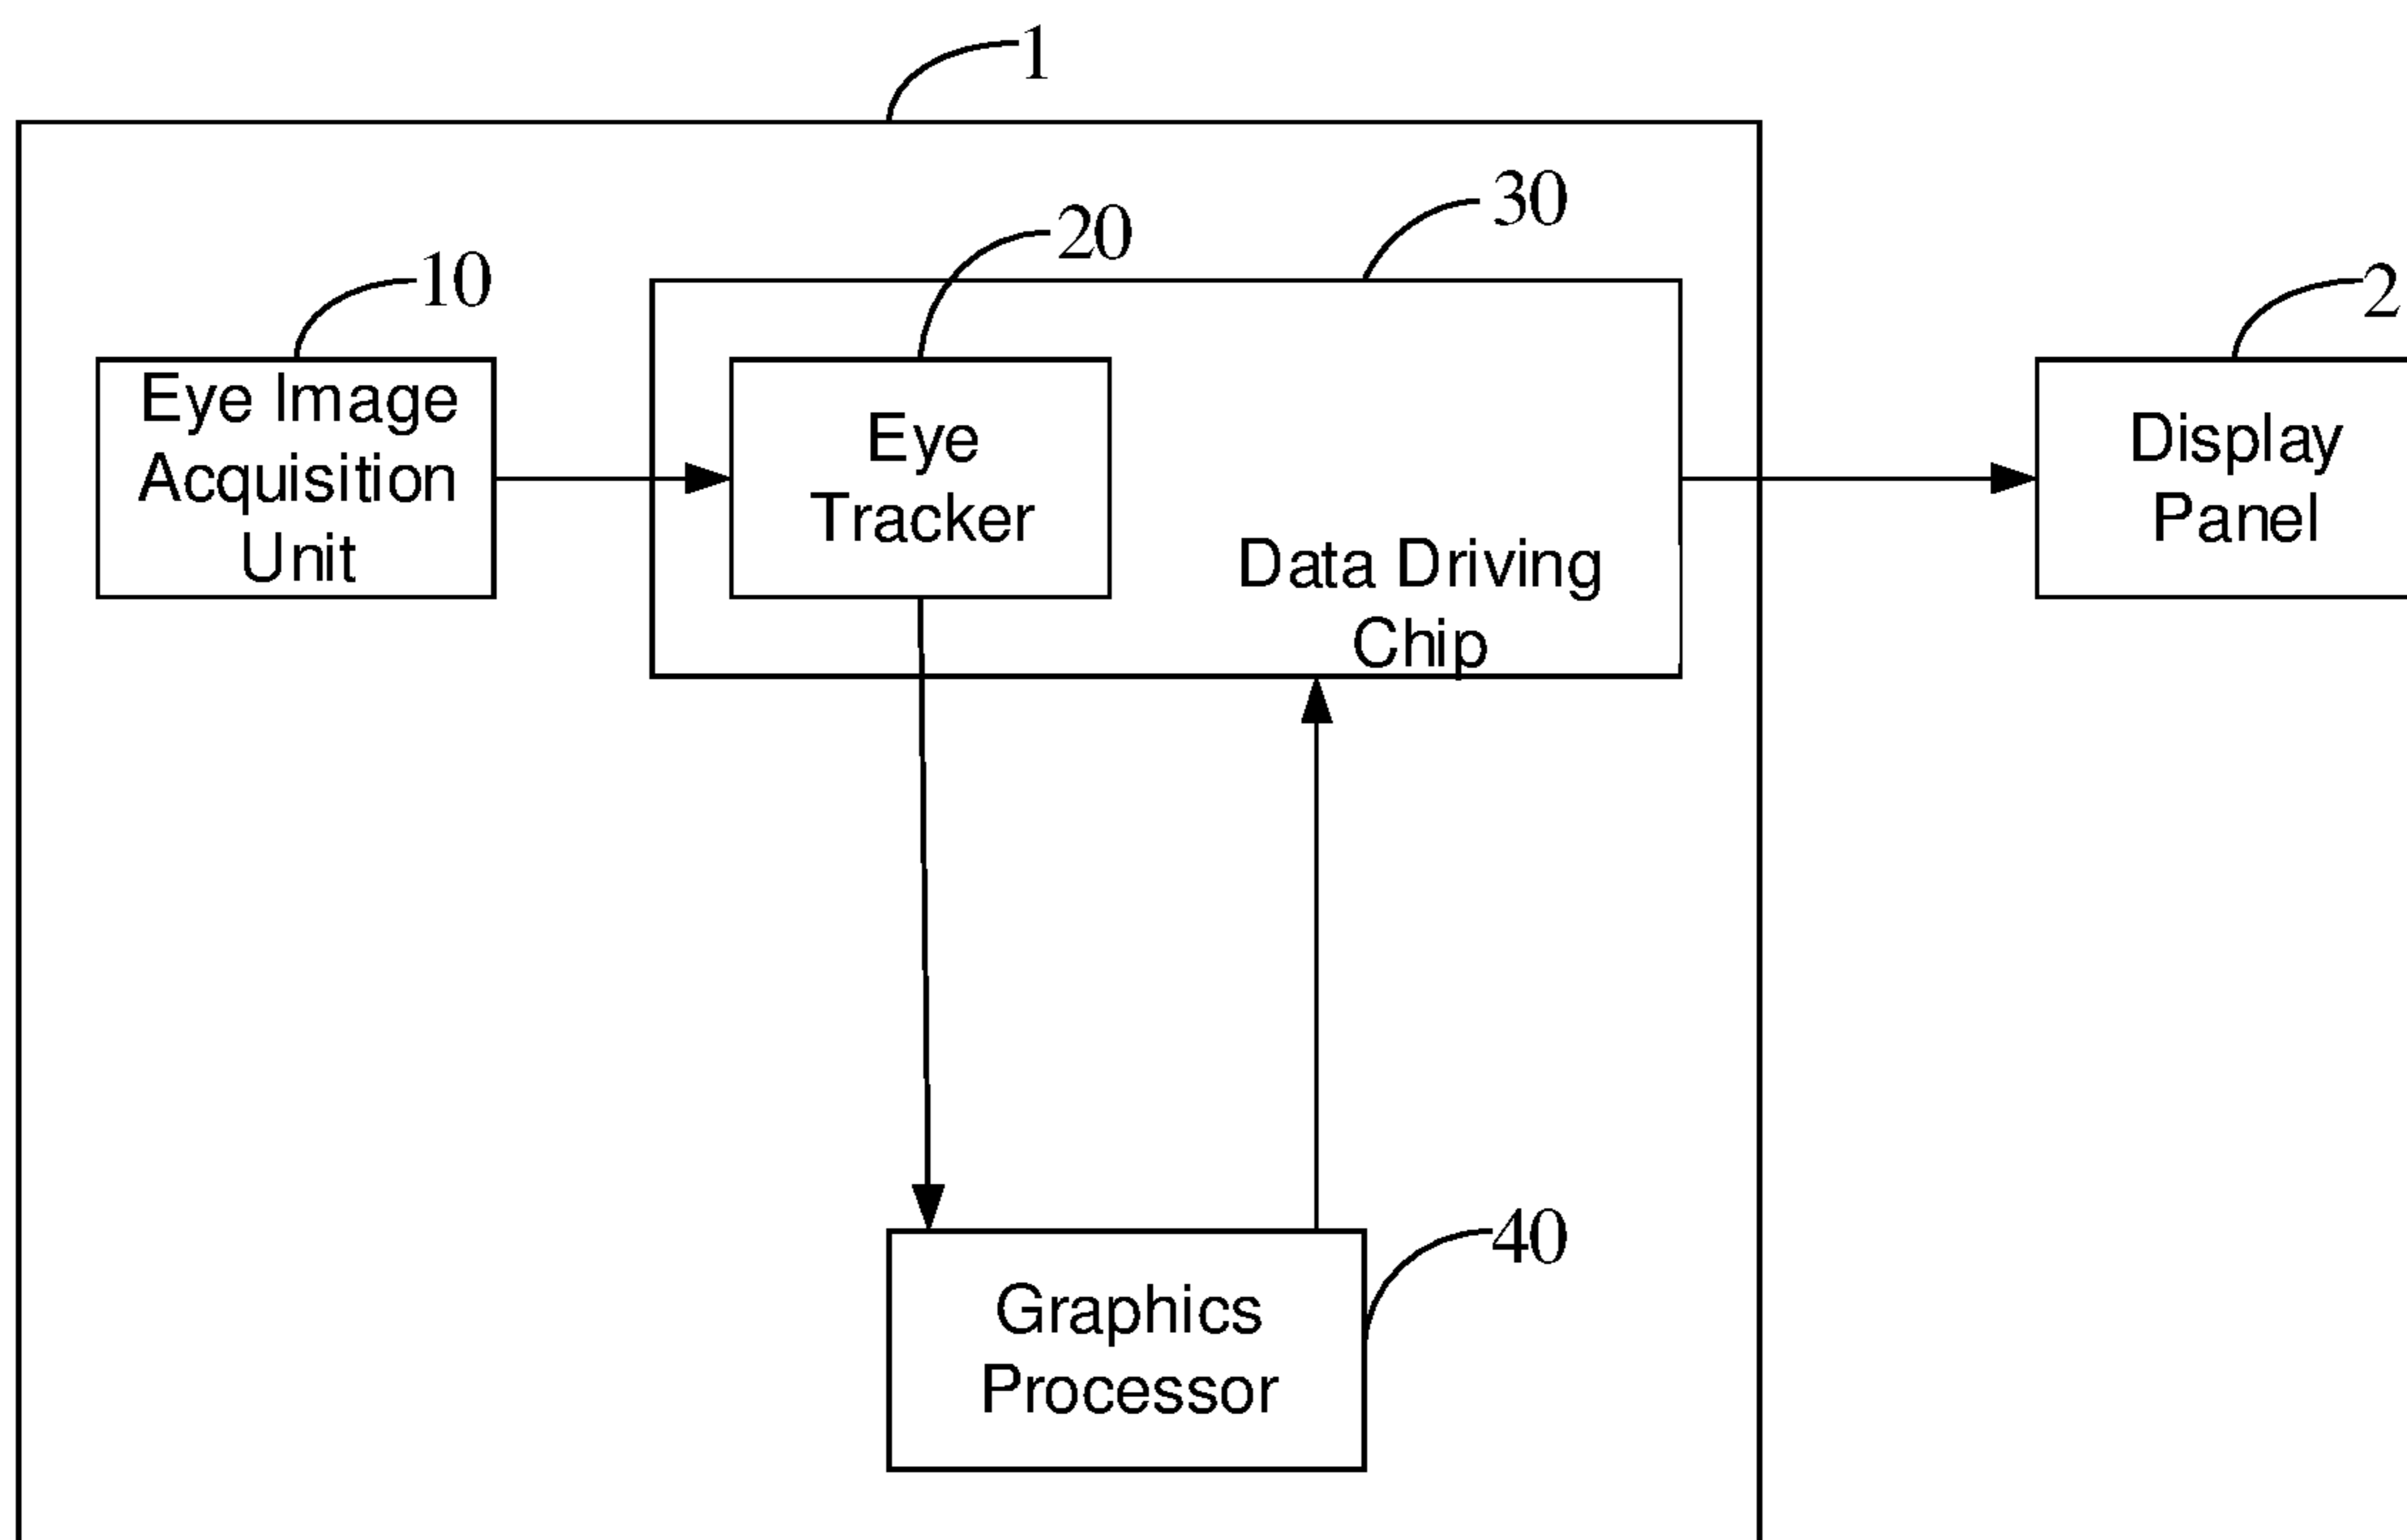 1
30
20
10
2
Eye Image
Acquisition
Unit
Eye
Tracker
Data Driving
Chip
Display
Panel
40
Graphics
Processor